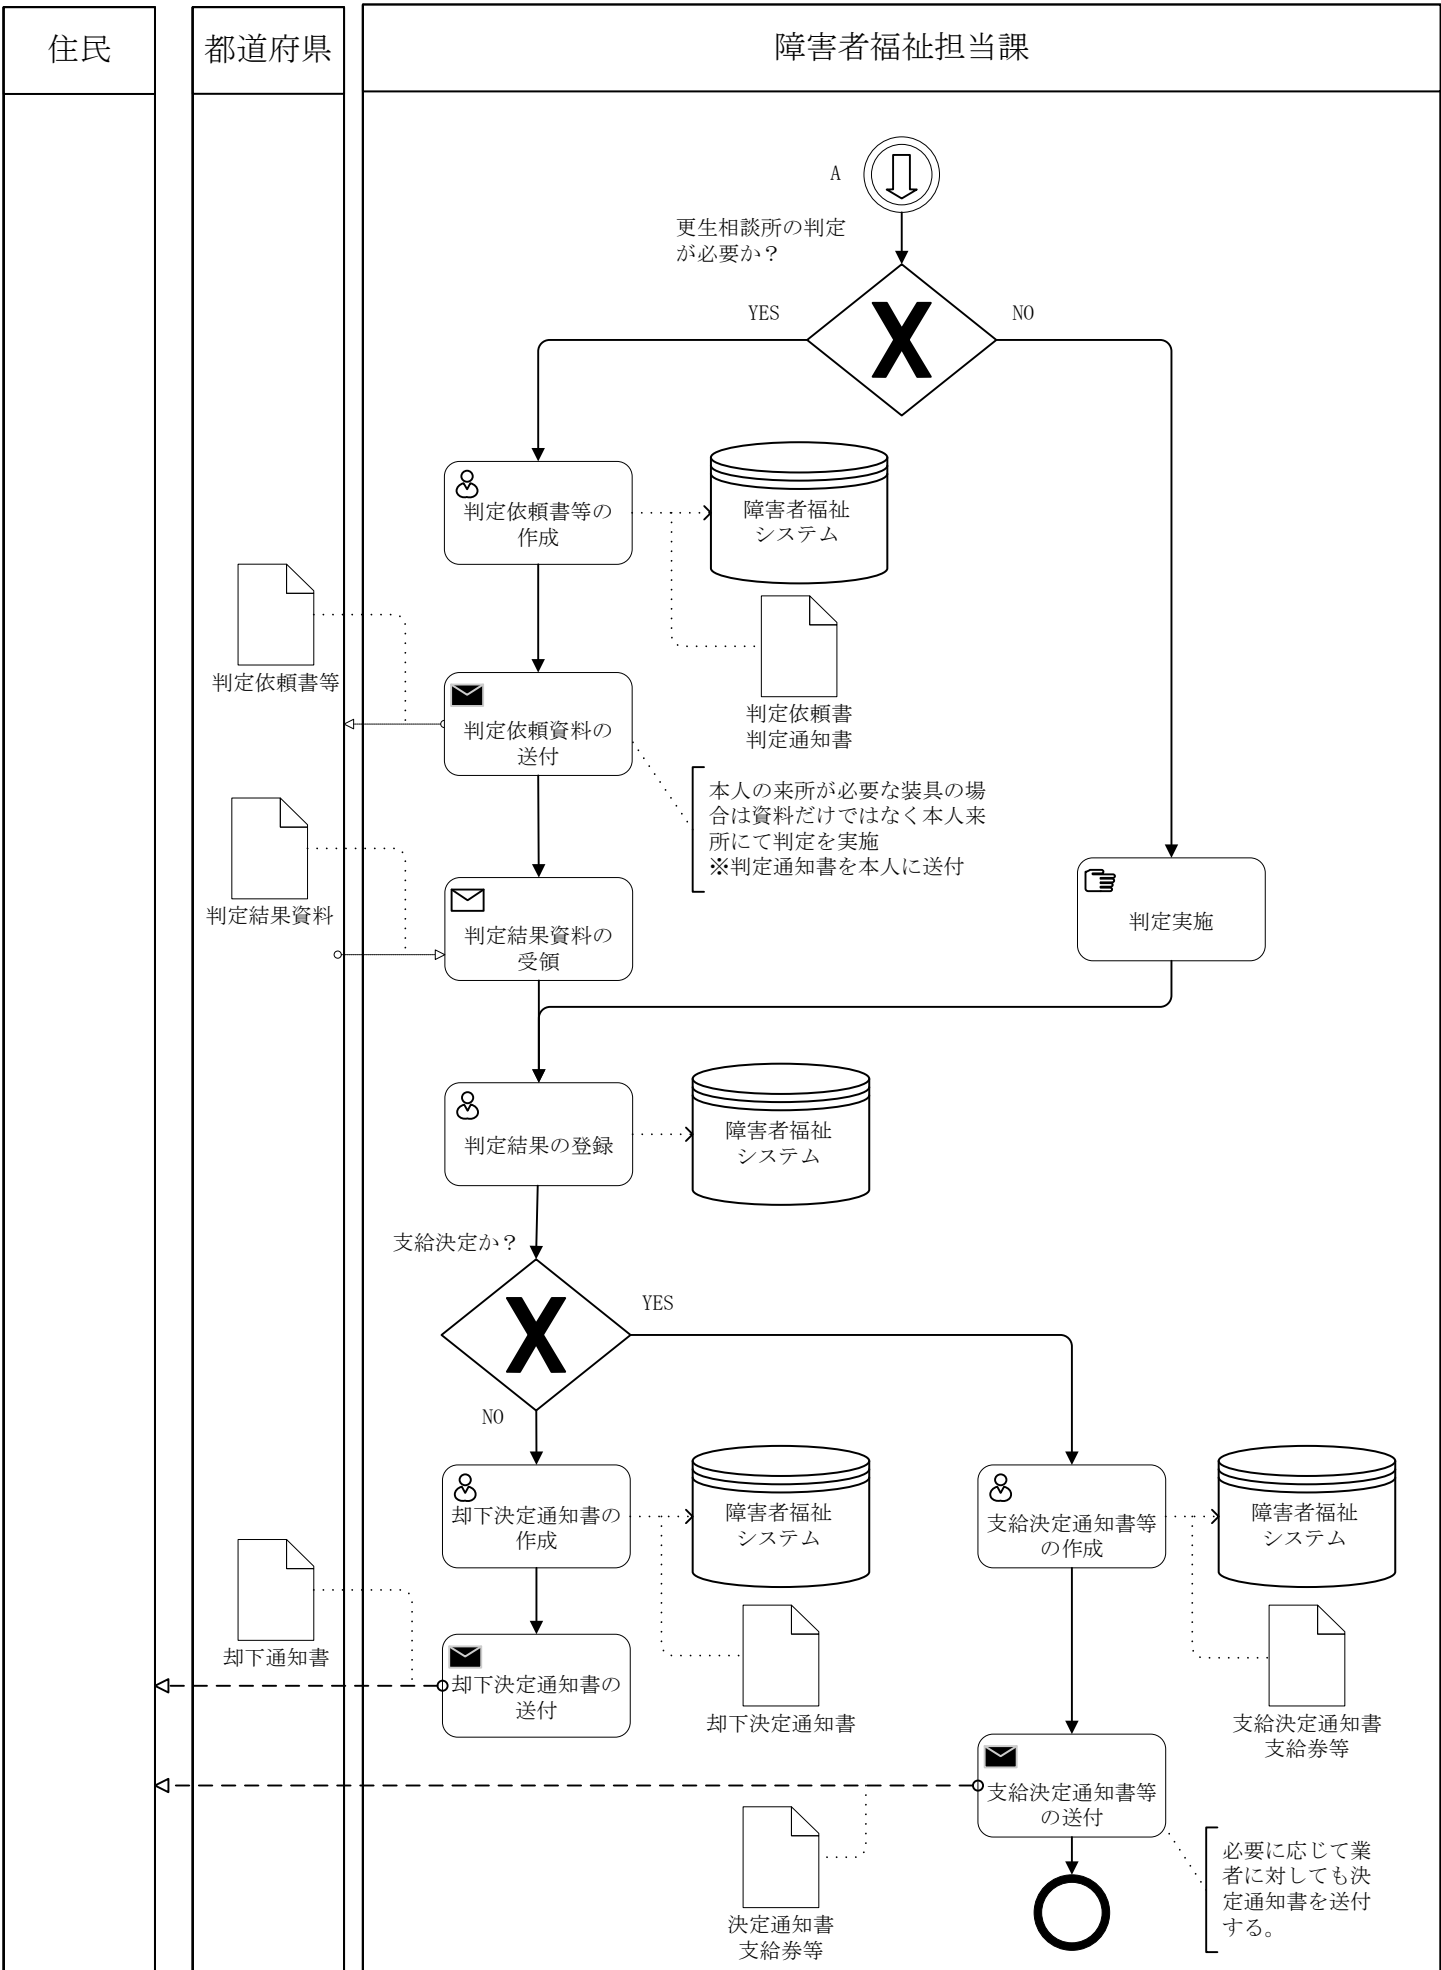 住民
都道府県
障害者福祉担当課
A
更生相談所の判定
が必要か？
YES
NO
判定依頼書等の
作成
障害者福祉
システム
判定依頼書等
判定依頼書
判定通知書
判定依頼資料の
送付
本人の来所が必要な装具の場
合は資料だけではなく本人来
所にて判定を実施
※判定通知書を本人に送付
判定結果資料
判定結果資料の
受領
判定実施
判定結果の登録
障害者福祉
システム
支給決定か？
YES
NO
却下決定通知書の
作成
障害者福祉
システム
支給決定通知書等
の作成
障害者福祉
システム
却下通知書
却下決定通知書の
送付
却下決定通知書
支給決定通知書
支給券等
支給決定通知書等
の送付
決定通知書
支給券等
必要に応じて業
者に対しても決
定通知書を送付
する。